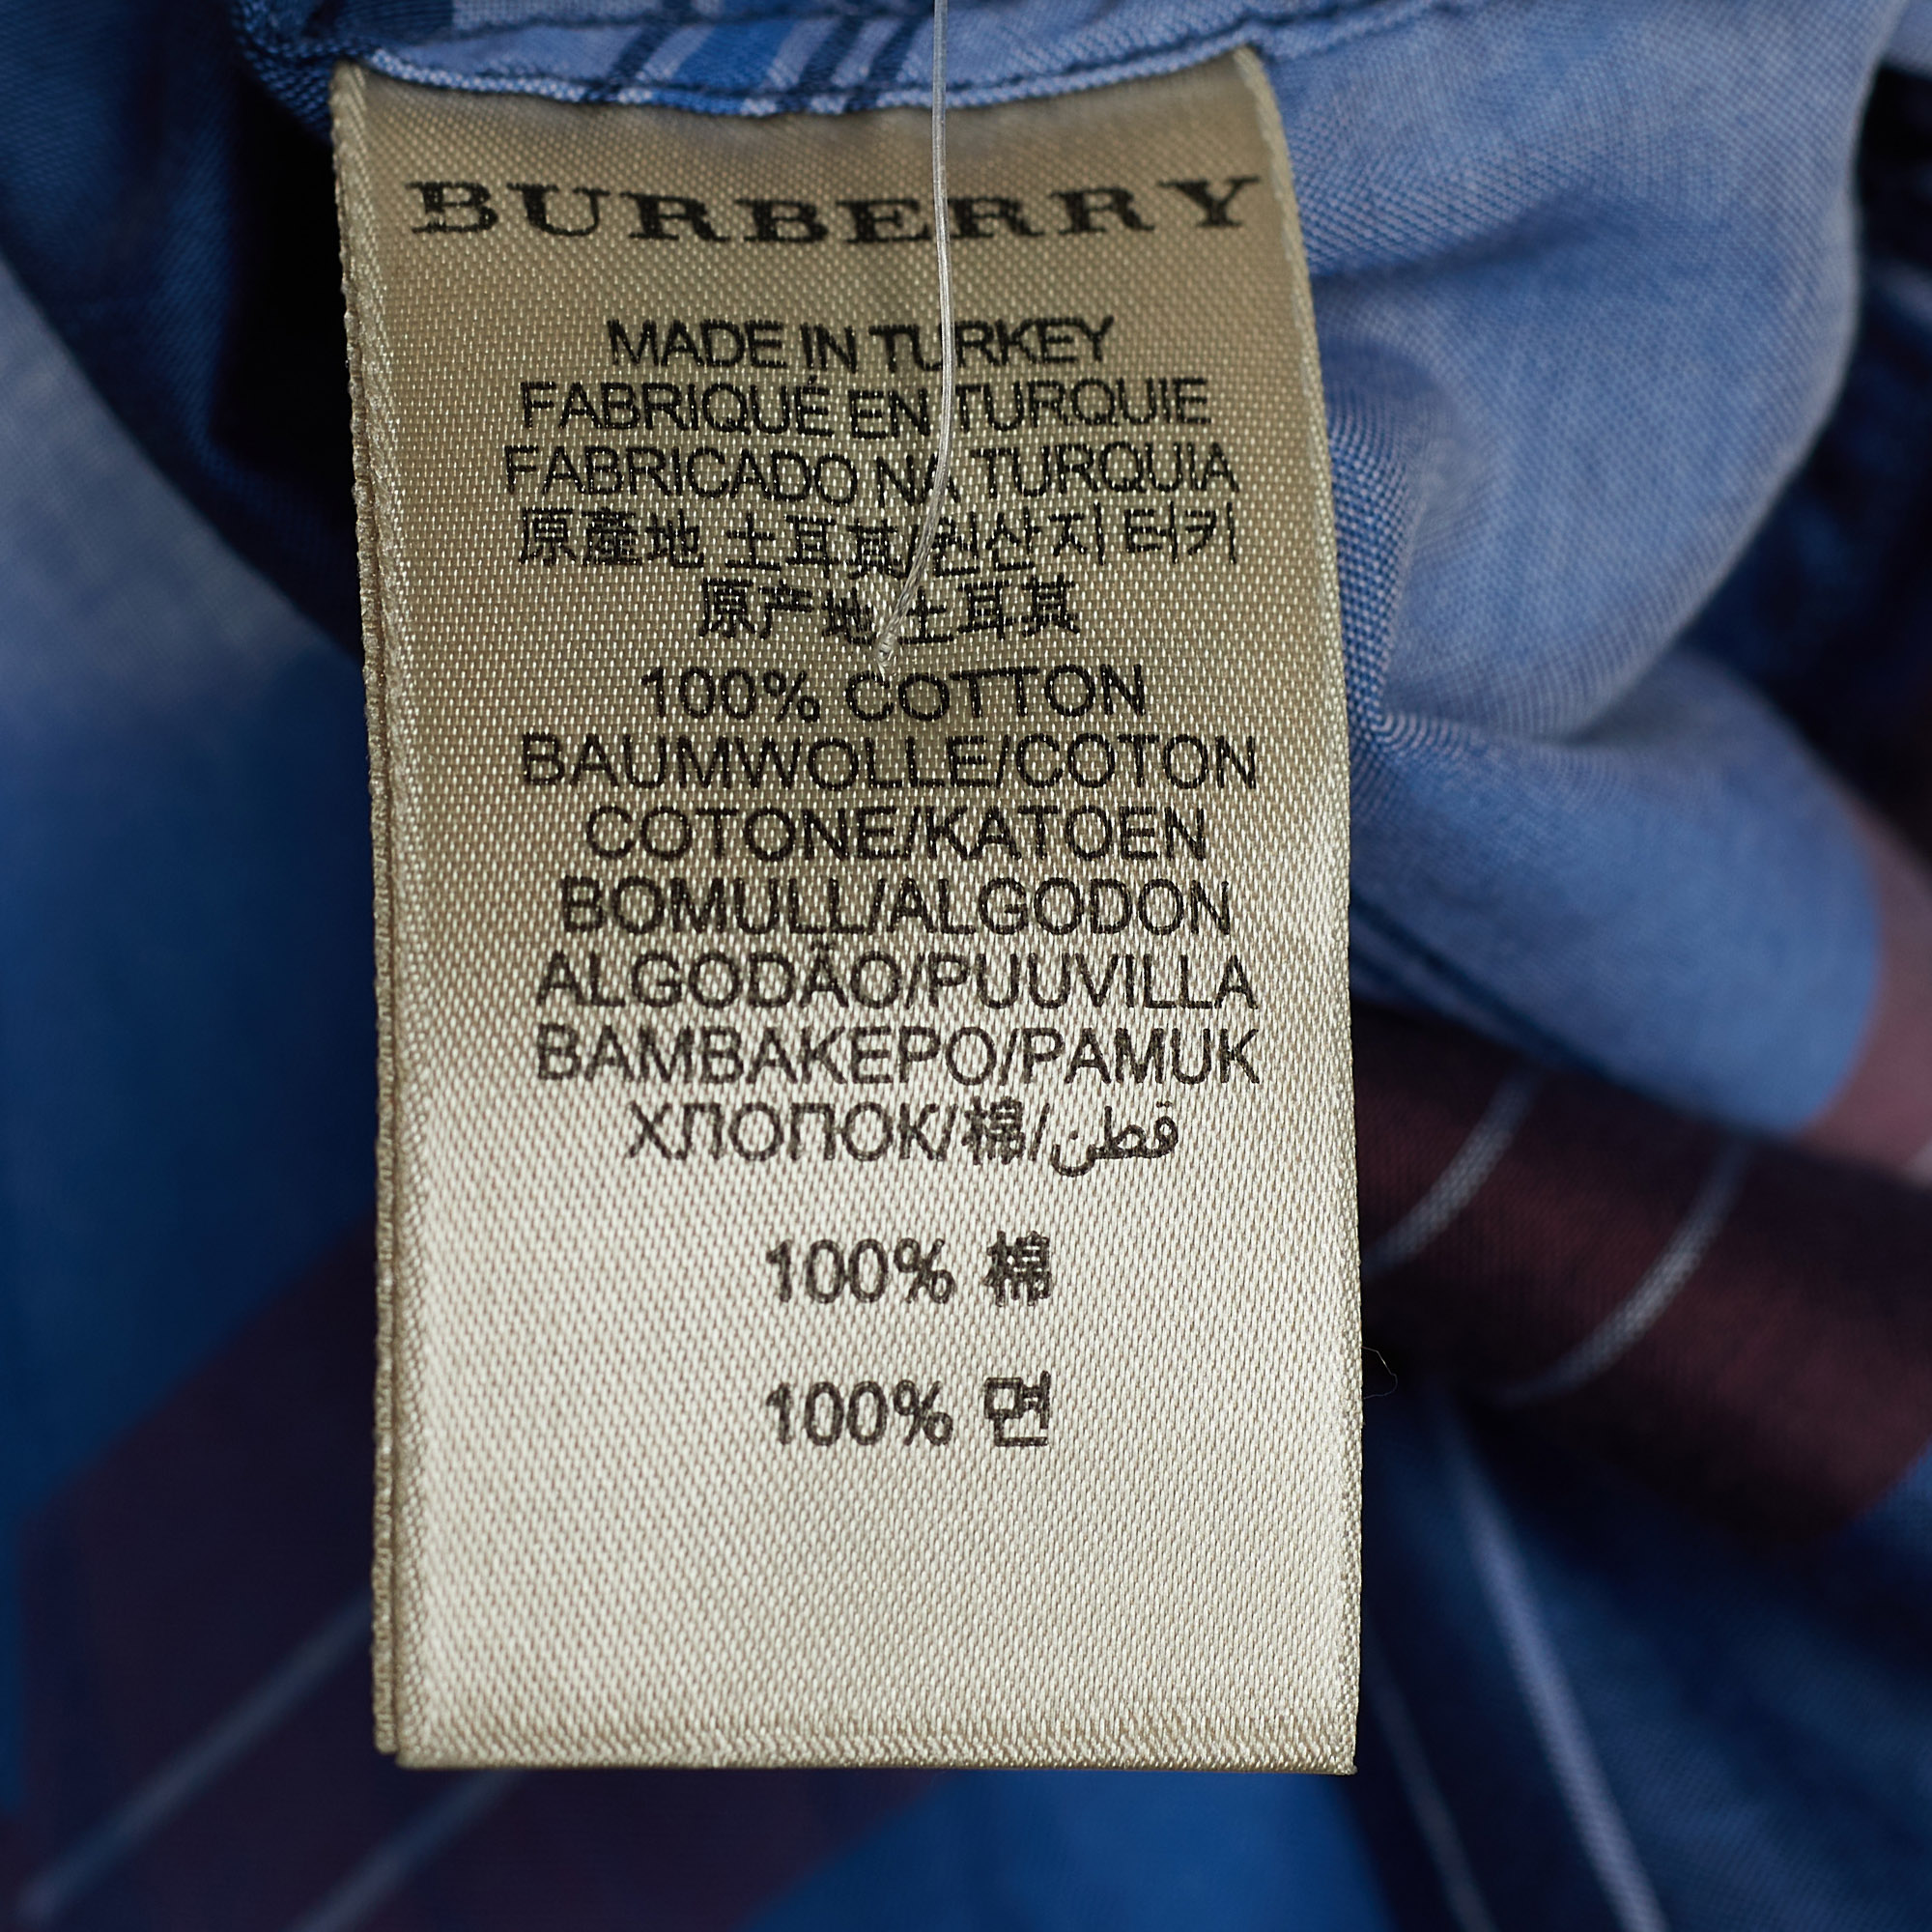 BURBERRY
MADE IN TURKEY
FABRIQUÉ EN TURQUIE
FABRICADO NA TURQUIA
原產地 土耳其/원산지 터키
原产地 土耳其
100% COTTON
BAUMWOLLE/COTON
COTONE/KATOEN
BOMULL/ALGODON
ALGODÃO/PUUVILLA
BAMBAKEPO/PAMUK
ХЛОПОК/棉/قطن
100% 棉
100% 면